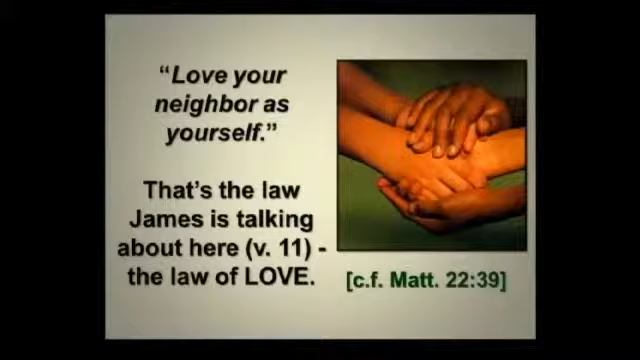 “Love your
neighbor as
yourself.”
That’s the law
James is talking
about here (v. 11) -
the law of LOVE.
[c.f. Matt. 22:39]